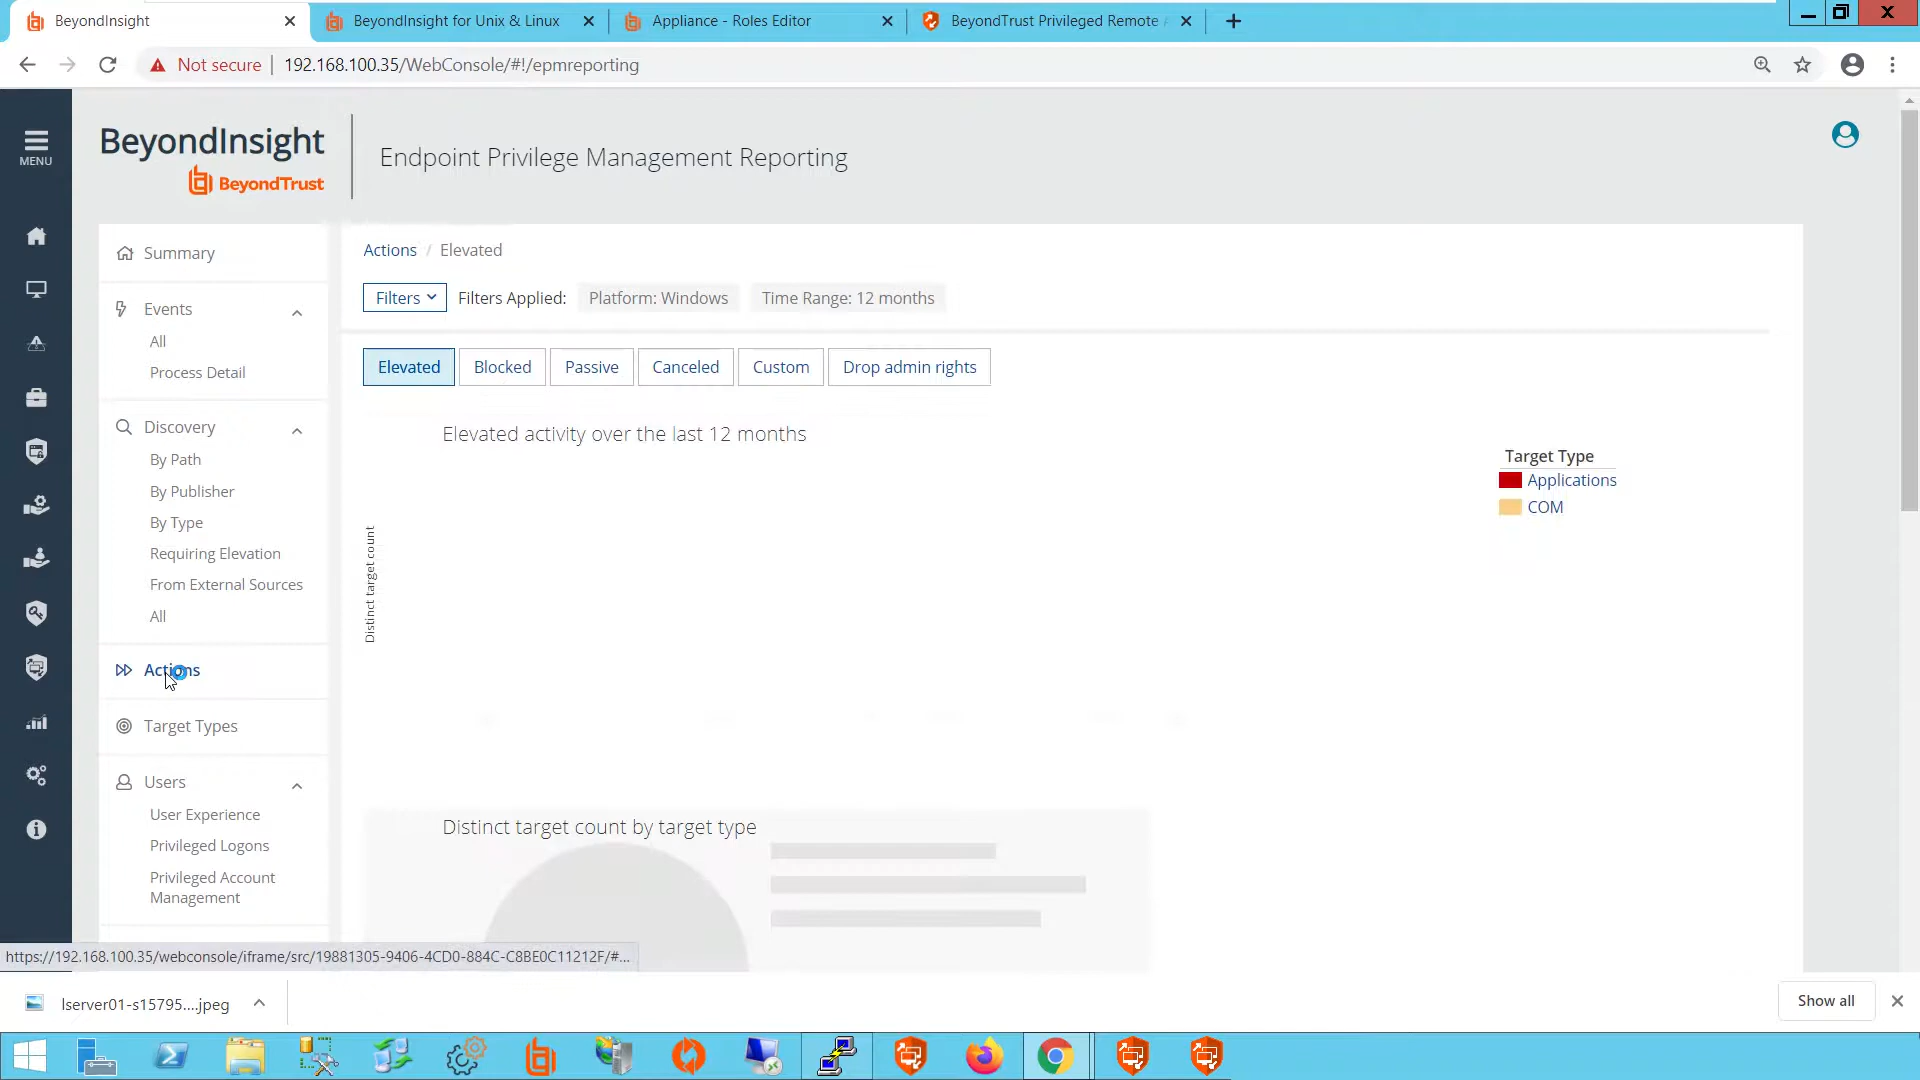 BeyondInsight
BeyondInsight for Unix & Linux
Appliance - Roles Editor
BeyondTrust Privileged Remote
Not secure
192.168.100.35/WebConsole/#!/epmreporting
MENU
BeyondInsight
BeyondTrust
Endpoint Privilege Management Reporting
Summary
Events
All
Process Detail
Discovery
By Path
By Publisher
By Type
Requiring Elevation
From External Sources
All
Actions
Target Types
Users
User Experience
Privileged Logons
Privileged Account
Management
Actions / Elevated
Filters
Filters Applied:
Platform: Windows
Time Range: 12 months
Elevated
Blocked
Passive
Canceled
Custom
Drop admin rights
Elevated activity over the last 12 months
Distinct target count
Target Type
Applications
COM
Distinct target count by target type
https://192.168.100.35/webconsole/iframe/src/19881305-9406-4CD0-884C-C8BE0C11212F/#...
lserver01-s15795....jpeg
Show all